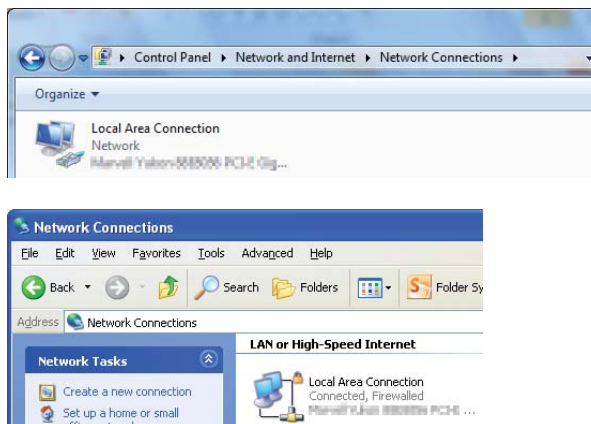 Control Panel Network and Internet Network Connections
Organize
Local Area Connection
Network
Network Connections
File Edit View Favorites Tools Advanced Help
Back Search Folders Folder Sy
Address Network Connections
LAN or High-Speed Internet
Network Tasks
Local Area Connection
Create a new connection
Connected, Firewalled
Set up a home or small